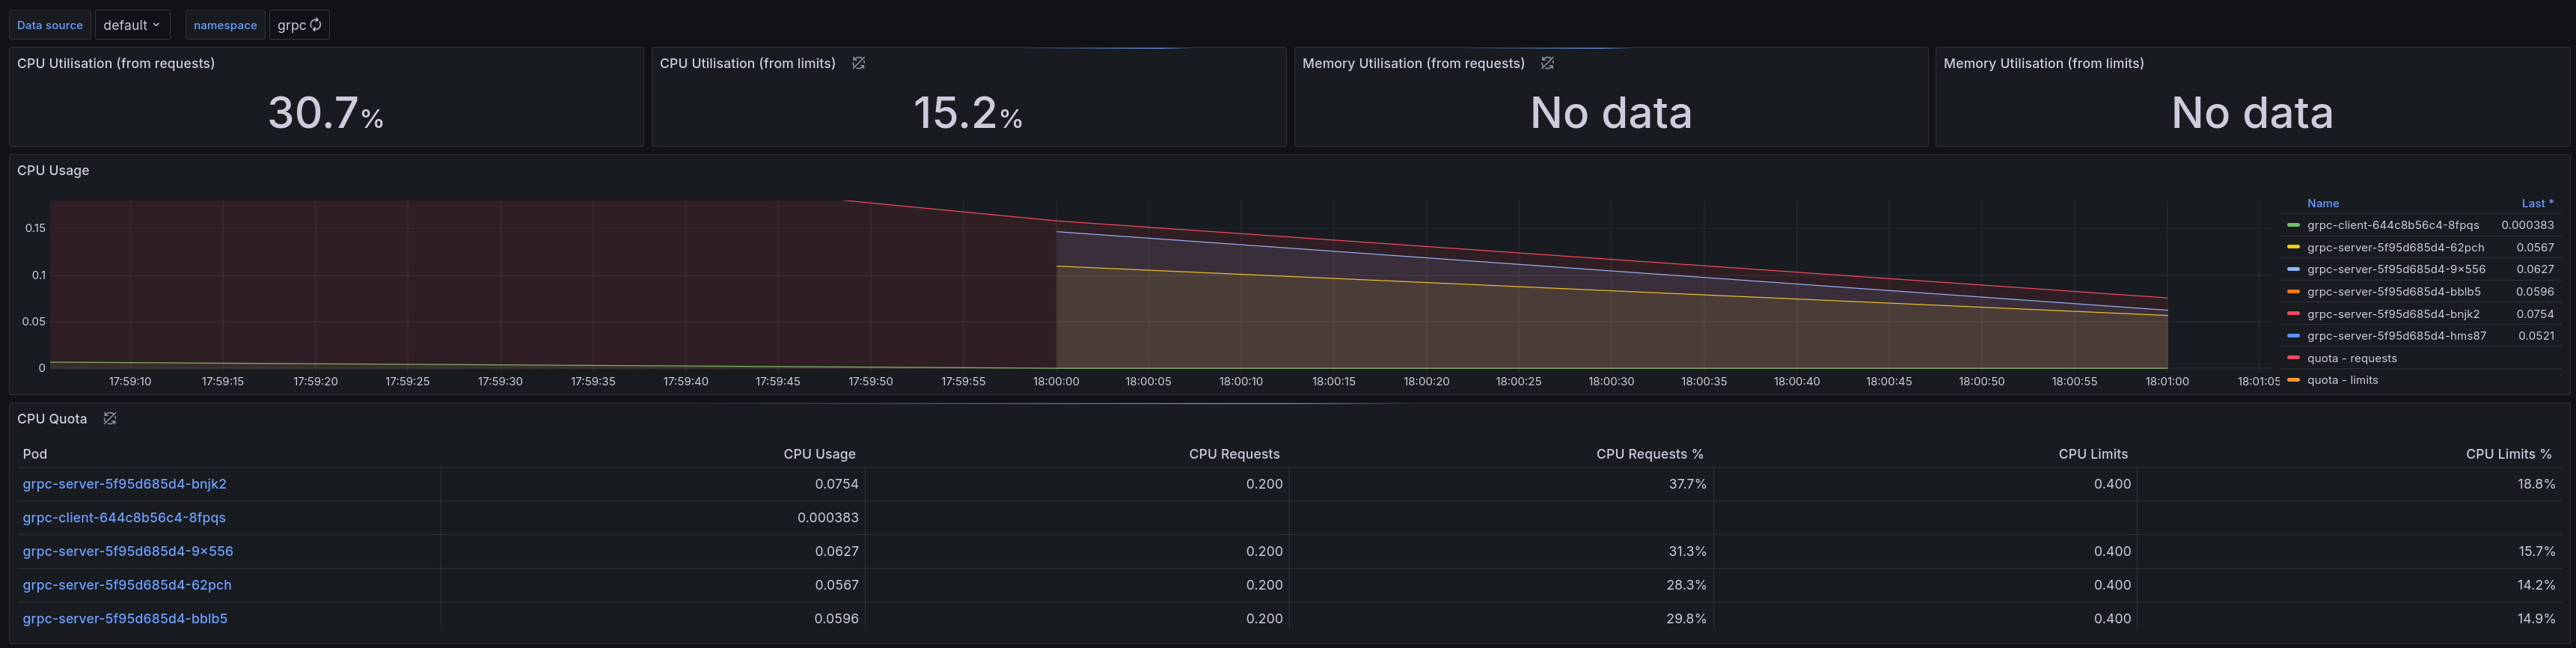 Data source default namespace grpc
CPU Utilisation (from requests)
30.7%
CPU Utilisation (from limits)
15.2%
Memory Utilisation (from requests)
No data
Memory Utilisation (from limits)
No data
CPU Usage
0.15
0.1
0.05
0
17:59:10 17:59:15 17:59:20 17:59:25 17:59:30 17:59:35 17:59:40 17:59:45 17:59:50 17:59:55 18:00:00 18:00:05 18:00:10 18:00:15 18:00:20 18:00:25 18:00:30 18:00:35 18:00:40 18:00:45 18:00:50 18:00:55 18:01:00 18:01:05
Name Last *
grpc-client-644c8b56c4-8fpqs 0.000383
grpc-server-5f95d685d4-62pch 0.0567
grpc-server-5f95d685d4-9×556 0.0627
grpc-server-5f95d685d4-bblb5 0.0596
grpc-server-5f95d685d4-bnjk2 0.0754
grpc-server-5f95d685d4-hms87 0.0521
quota - requests
quota - limits
CPU Quota
Pod CPU Usage CPU Requests CPU Requests % CPU Limits CPU Limits %
grpc-server-5f95d685d4-bnjk2 0.0754 0.200 37.7% 0.400 18.8%
grpc-client-644c8b56c4-8fpqs 0.000383
grpc-server-5f95d685d4-9×556 0.0627 0.200 31.3% 0.400 15.7%
grpc-server-5f95d685d4-62pch 0.0567 0.200 28.3% 0.400 14.2%
grpc-server-5f95d685d4-bblb5 0.0596 0.200 29.8% 0.400 14.9%